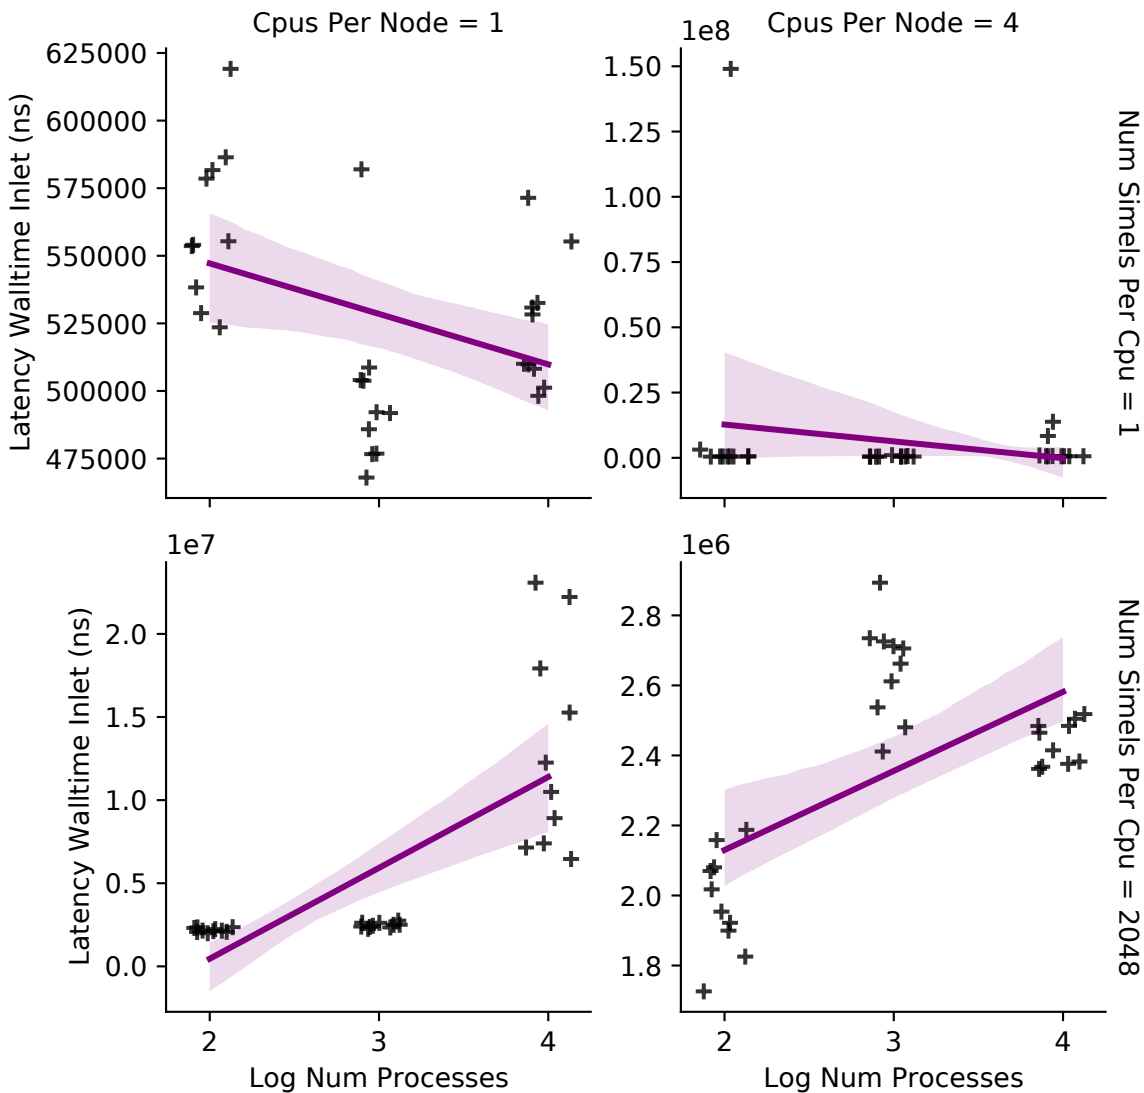 Cpus Per Node = 1
Cpus Per Node = 4
1e8
625000
600000
575000
550000
525000
500000
475000
Latency Walltime Inlet (ns)
1.50
1.25
1.00
0.75
0.50
0.25
0.00
Num Simels Per Cpu = 1
1e7
1e6
2.0
1.5
1.0
0.5
0.0
Latency Walltime Inlet (ns)
2.8
2.6
2.4
2.2
2.0
1.8
Num Simels Per Cpu = 2048
2
3
4
2
3
4
Log Num Processes
Log Num Processes